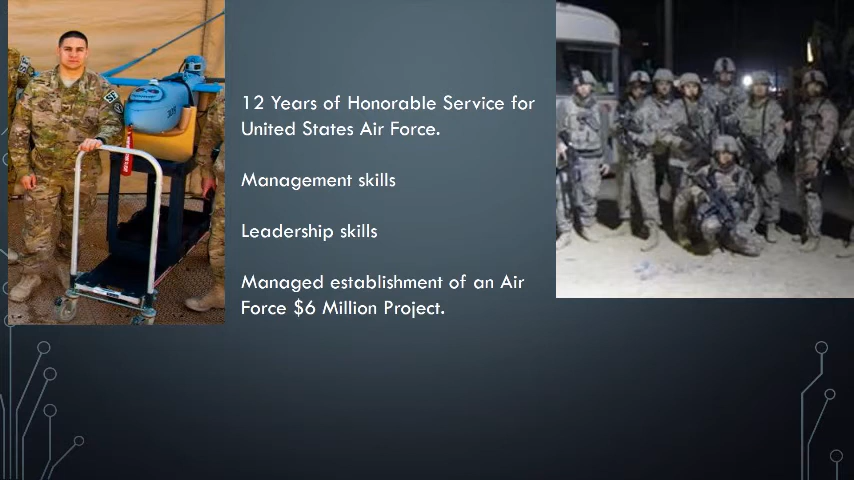 12 Years of Honorable Service for
United States Air Force.
Management skills
Leadership skills
Managed establishment of an Air
Force $6 Million Project.
SF